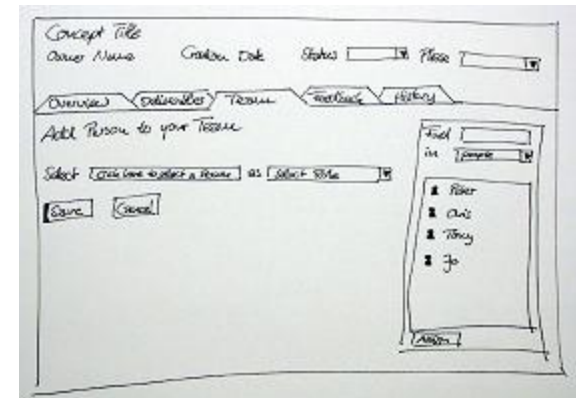 Concept Title
Owner Name Creation Date Status Phase
Overview Deliverables Team Feedback History
Add Person to your Team
Select Click here to select a Person as Select Role
Save Cancel
Find
in People
Peter
Chris
Tony
Jo